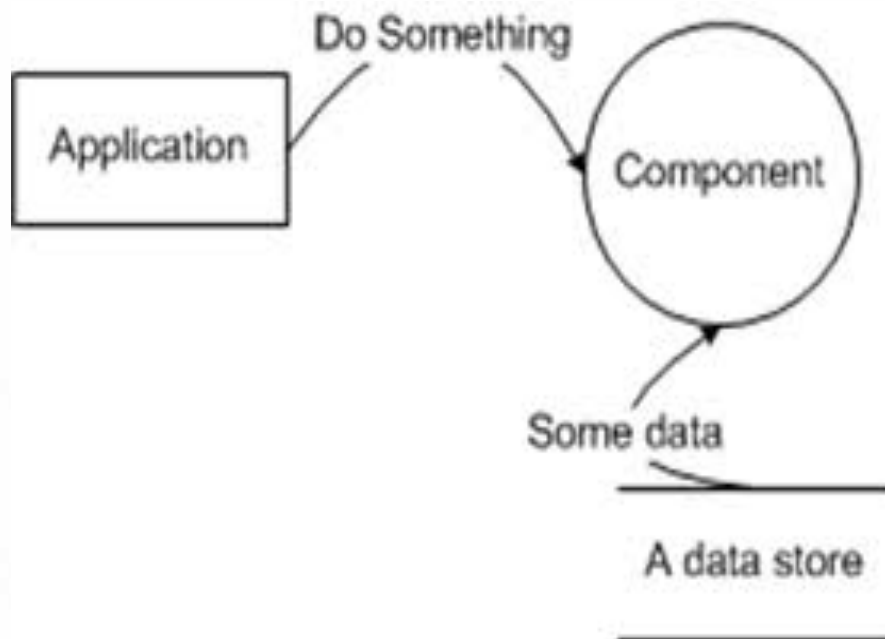 Do Something
Application
Component
Some data
A data store